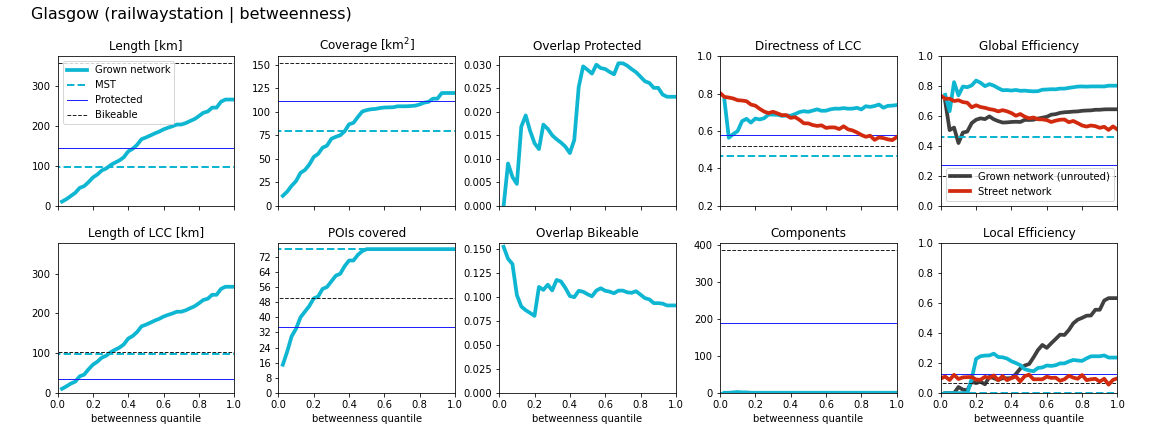 Glasgow (railwaystation | betweenness)
Length [km]
Coverage [km²]
Overlap Protected
Directness of LCC
Global Efficiency
Grown network
MST
Protected
Bikeable
0
100
200
300
0
25
50
75
100
125
150
0.000
0.005
0.010
0.015
0.020
0.025
0.030
0.2
0.4
0.6
0.8
1.0
0.0
0.2
0.4
0.6
0.8
1.0
Grown network (unrouted)
Street network
Length of LCC [km]
POIs covered
Overlap Bikeable
Components
Local Efficiency
0
100
200
300
0
8
16
24
32
40
48
56
64
72
0.000
0.025
0.050
0.075
0.100
0.125
0.150
0
100
200
300
400
0.0
0.2
0.4
0.6
0.8
1.0
0.0 0.2 0.4 0.6 0.8 1.0
0.0 0.2 0.4 0.6 0.8 1.0
0.0 0.2 0.4 0.6 0.8 1.0
0.0 0.2 0.4 0.6 0.8 1.0
0.0 0.2 0.4 0.6 0.8 1.0
betweenness quantile
betweenness quantile
betweenness quantile
betweenness quantile
betweenness quantile